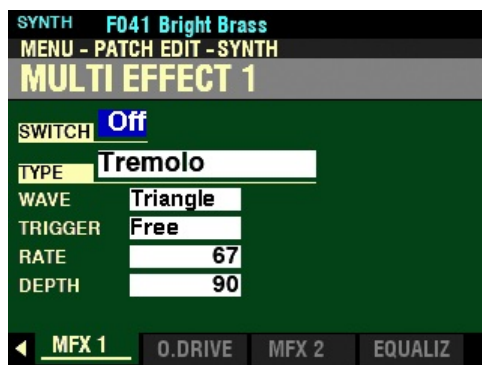 SYNTH F041 Bright Brass
MENU - PATCH EDIT - SYNTH
MULTI EFFECT 1
SWITCH Off
TYPE Tremolo
WAVE Triangle
TRIGGER Free
RATE 67
DEPTH 90
MFX 1 O.DRIVE MFX 2 EQUALIZ